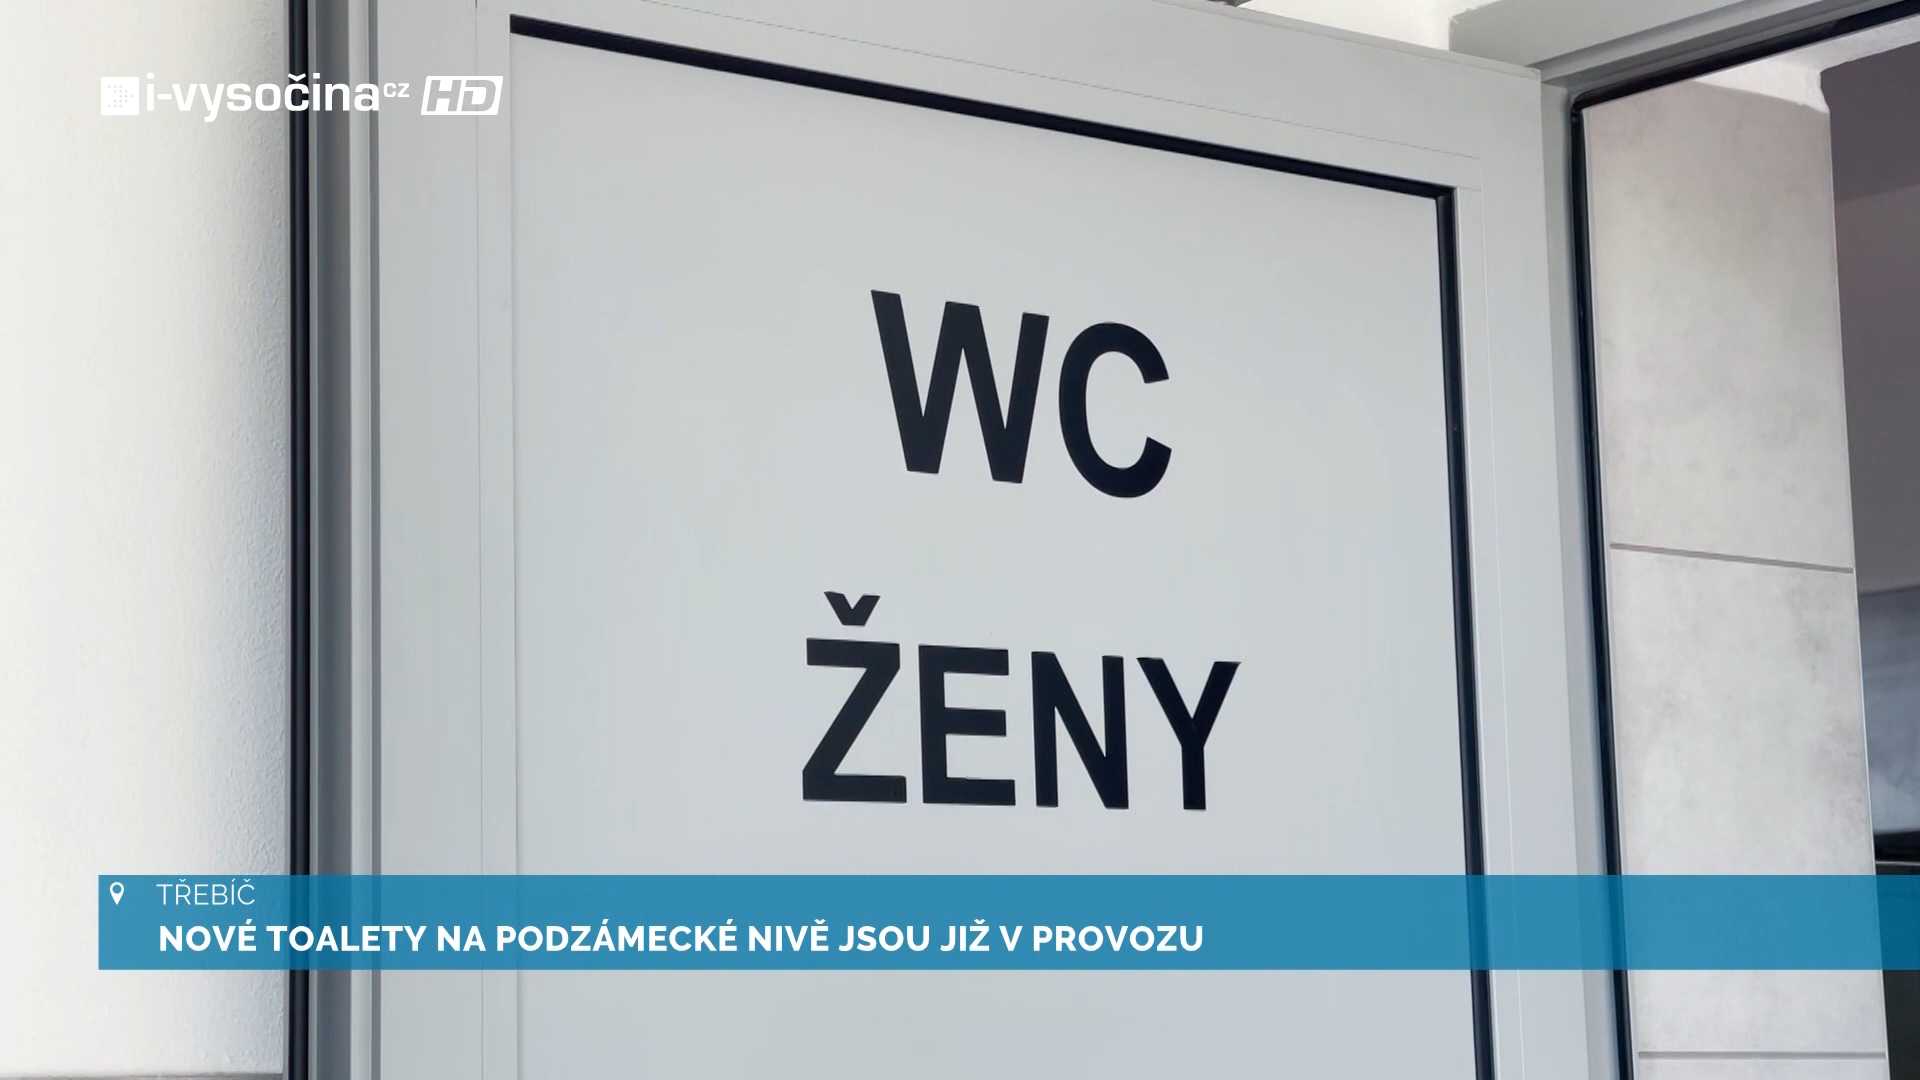 i-vysočina.cz HD
WC
ŽENY
TŘEBÍČ
NOVÉ TOALETY NA PODZÁMECKÉ NIVĚ JSOU JIŽ V PROVOZU